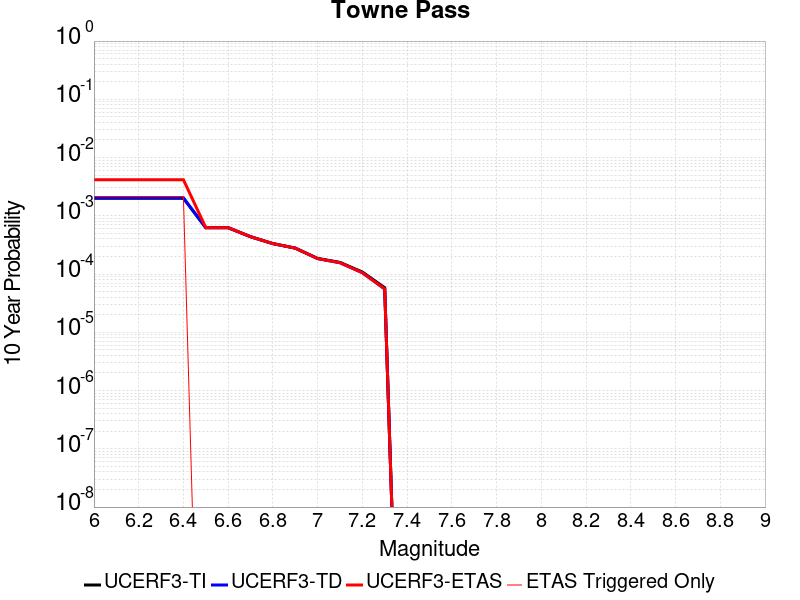 Towne Pass
10 Year Probability
10^0
10^-1
10^-2
10^-3
10^-4
10^-5
10^-6
10^-7
10^-8
6 6.2 6.4 6.6 6.8 7 7.2 7.4 7.6 7.8 8 8.2 8.4 8.6 8.8 9
Magnitude
UCERF3-TI UCERF3-TD UCERF3-ETAS ETAS Triggered Only